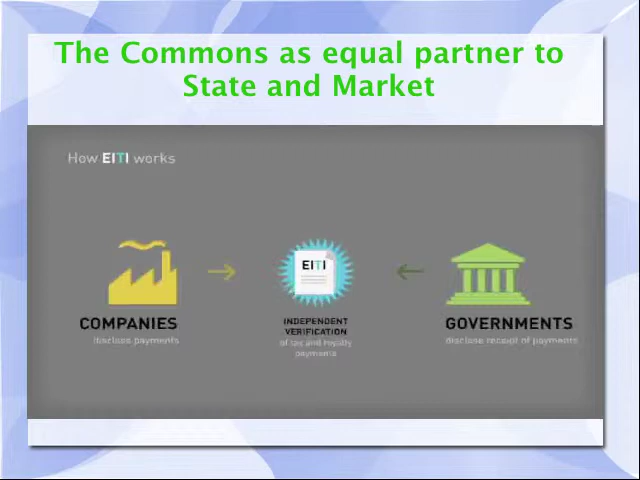 The Commons as equal partner to
State and Market
How EITI works
EITI
COMPANIES
disclose payments
INDEPENDENT
VERIFICATION
of tax and royalty
payments
GOVERNMENTS
disclose receipt of payments